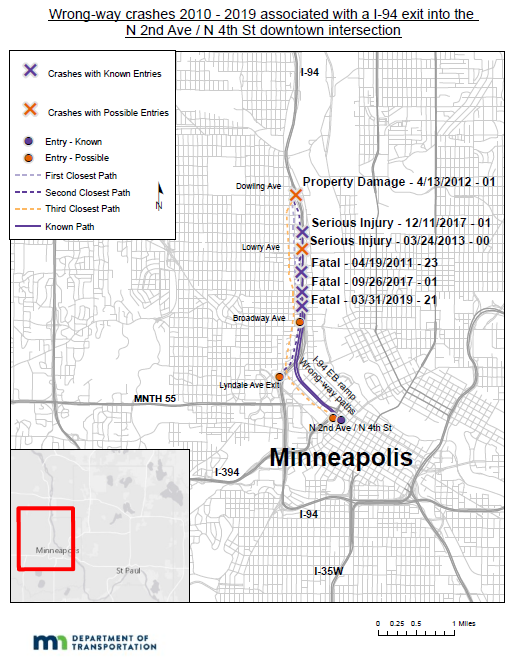 Wrong-way crashes 2010 - 2019 associated with a I-94 exit into the
N 2nd Ave / N 4th St downtown intersection
Crashes with Known Entries
Crashes with Possible Entries
Entry - Known
Entry - Possible
First Closest Path
Second Closest Path
Third Closest Path
Known Path
N
I-94
Dowling Ave
Property Damage - 4/13/2012 - 01
Serious Injury - 12/11/2017 - 01
Serious Injury - 03/24/2013 - 00
Lowry Ave
Fatal - 04/19/2011 - 23
Fatal - 09/26/2017 - 01
Fatal - 03/31/2019 - 21
Broadway Ave
I-94 EB ramp
Wrong-way paths
Lyndale Ave Exit
MNTH 55
N 2nd Ave / N 4th St
Minneapolis
I-394
I-94
I-35W
Minneapolis
St Paul
0 0.25 0.5 1 Miles
mn DEPARTMENT OF
TRANSPORTATION